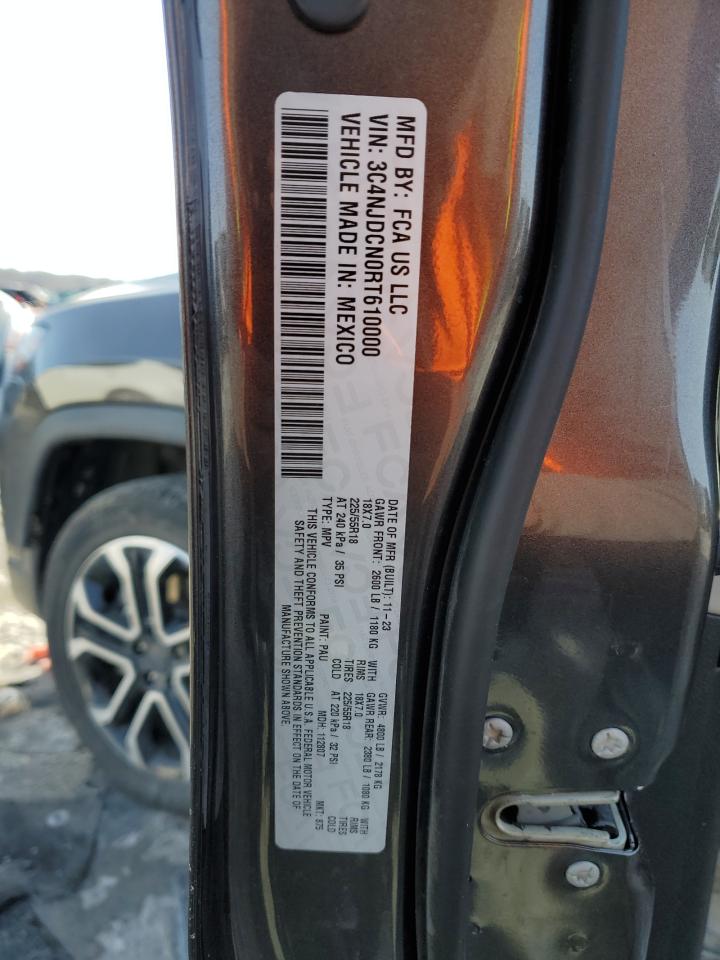 MFD BY: FCA US LLC
VIN: 3C4NJDCN0RT610000
VEHICLE MADE IN: MEXICO
DATE OF MFR (BUILT): 11-23 GVWR: 4800 LB / 2178 KG
GAWR FRONT: 2600 LB / 1180 KG WITH GAWR REAR: 2380 LB / 1080 KG WITH
18X7.0 RIMS 18X7.0 RIMS
225/55R18 TIRES 225/55R18 TIRES
AT 240 kPa / 35 PSI COLD AT 220 kPa / 32 PSI COLD
TYPE: MPV PAINT: PAU MDH: 112807 MKT: 875
THIS VEHICLE CONFORMS TO ALL APPLICABLE U.S.A. FEDERAL MOTOR VEHICLE
SAFETY AND THEFT PREVENTION STANDARDS IN EFFECT ON THE DATE OF
MANUFACTURE SHOWN ABOVE.